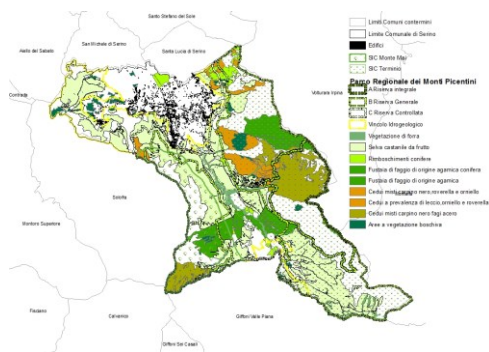 Santo Stefano del Sole
San Michele di Serino
Aiello del Sabato
Santa Lucia di Serino
Contrada
Volturara Irpina
Solofra
Montoro Superiore
Calvanico
Giffoni Valle Piana
Giffoni Sei Casali
Limiti Comuni contermini
Limite Comunale di Serino
Edifici
SIC Monte Mai
SIC Terminio
Parco Regionale dei Monti Picentini
A Riserva integrale
B Riserva Generale
C Riserva Controllata
Vincolo Idrogeologico
Vegetazione di forra
Selva castanile da frutto
Rimboschimenti conifere
Fustaia di faggio di origine agamica conifera
Fustaia di faggio di origine agamica
Cedui misti carpino nero, roverella e orniello
Cedui a prevalenza di leccio, orniello e roverella
Cedui misti carpino nero fagi acero
Aree a vegetazione boschiva